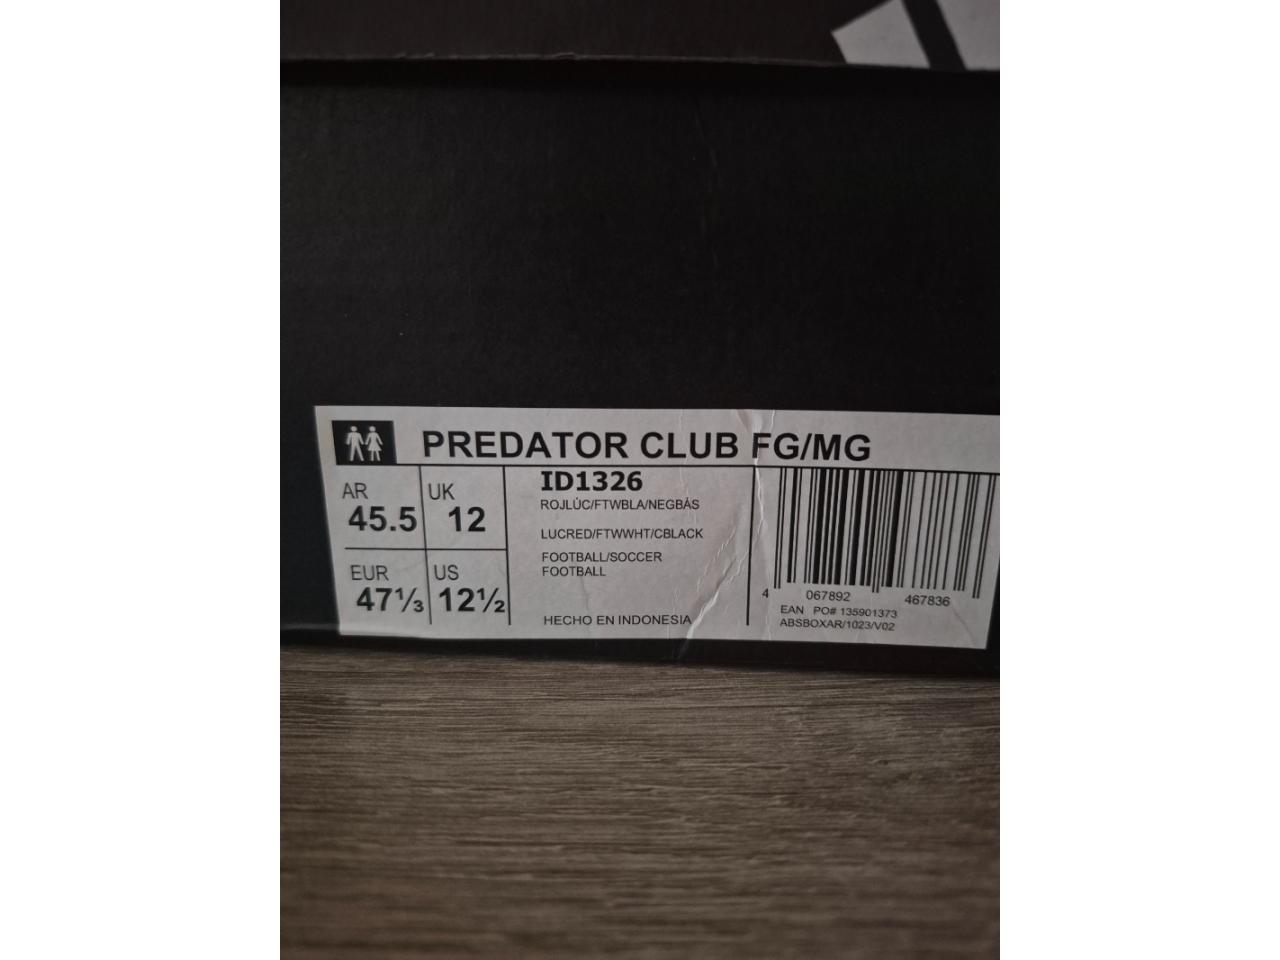 PREDATOR CLUB FG/MG
AR
45.5
UK
12
EUR
47⅓
US
12½
ID1326
ROJLÚC/FTWBLA/NEGBÁS
LUCRED/FTWWHT/CBLACK
FOOTBALL/SOCCER
FOOTBALL
HECHO EN INDONESIA
4 067892 467836
EAN PO# 135901373
ABSBOXAR/1023/V02